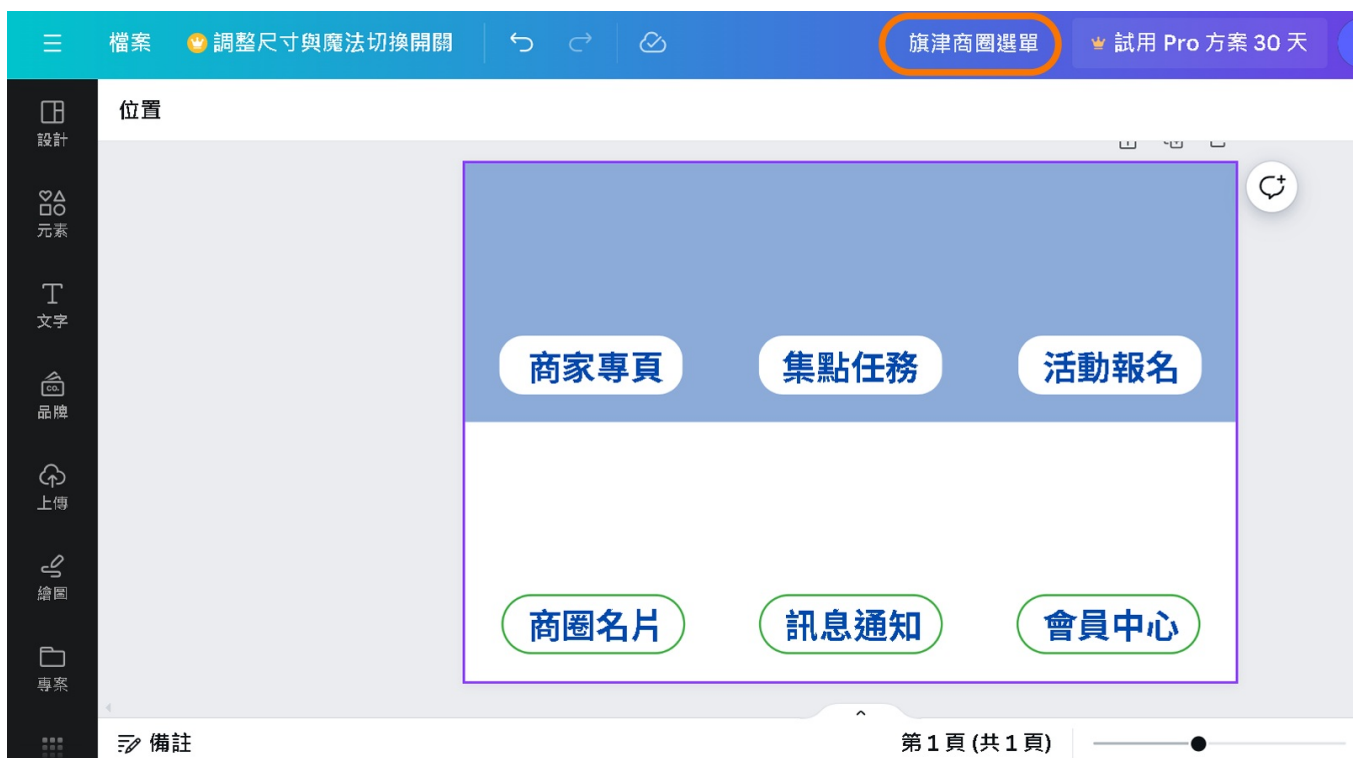 檔案
調整尺寸與魔法切換開關
旗津商圈選單
試用 Pro 方案 30 天
設計
位置
元素
文字
CO.
品牌
上傳
繪圖
專案
商家專頁
集點任務
活動報名
商圈名片
訊息通知
會員中心
備註
第 1 頁 (共 1 頁)